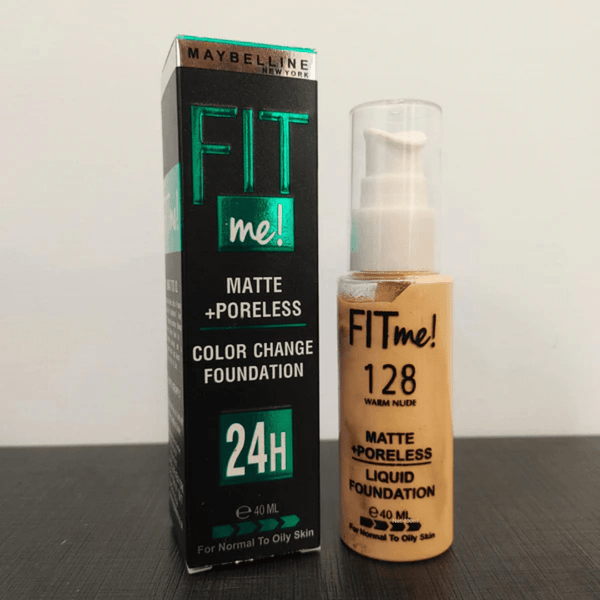 MAYBELLINE
NEW YORK
FIT
me!
MATTE
+PORELESS
COLOR CHANGE
FOUNDATION
24H
℮ 40 ML
For Normal To Oily Skin
FIT me!
128
WARM NUDE
MATTE
+PORELESS
LIQUID
FOUNDATION
℮40 ML
For Normal To Oily Skin